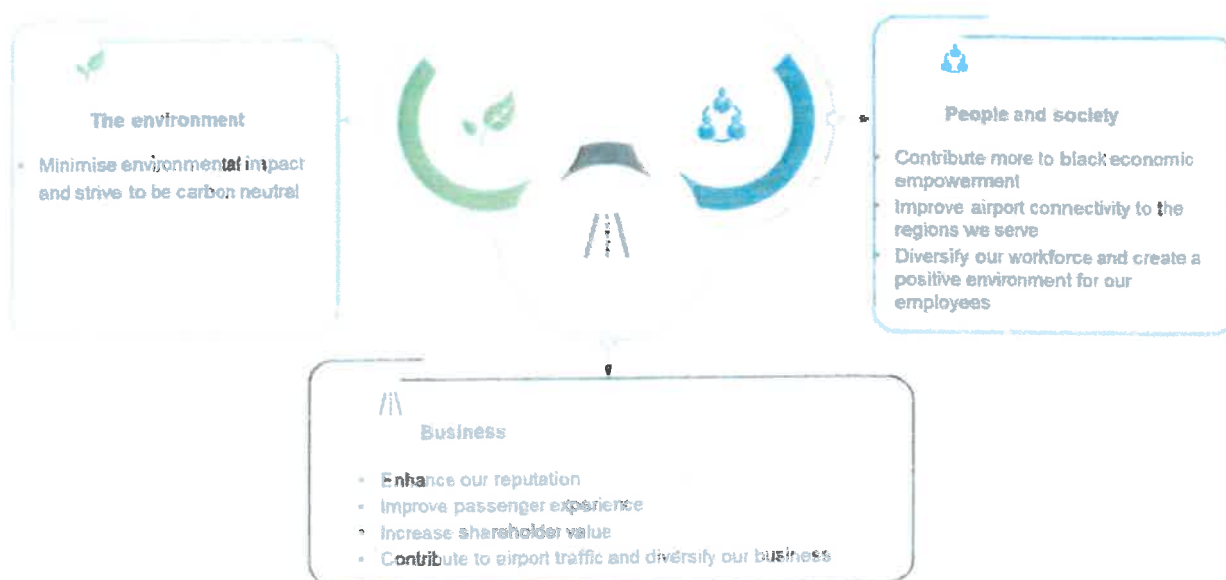 The environment
• Minimise environmental impact
and strive to be carbon neutral
People and society
• Contribute more to black economic
empowerment
• Improve airport connectivity to the
regions we serve
• Diversify our workforce and create a
positive environment for our
employees
Business
• Enhance our reputation
• Improve passenger experience
• Increase shareholder value
• Contribute to airport traffic and diversify our business